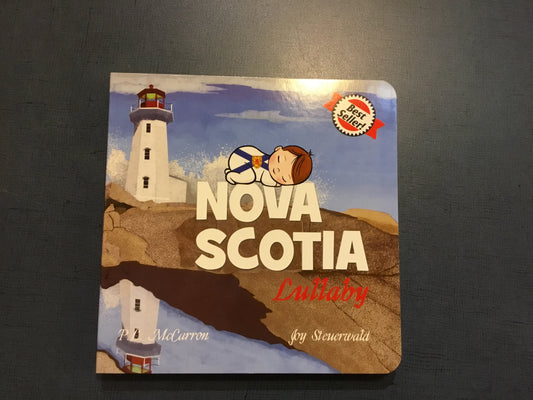 Best
Seller!
NOVA
SCOTIA
Lullaby
McCarron Joy Steuerwald